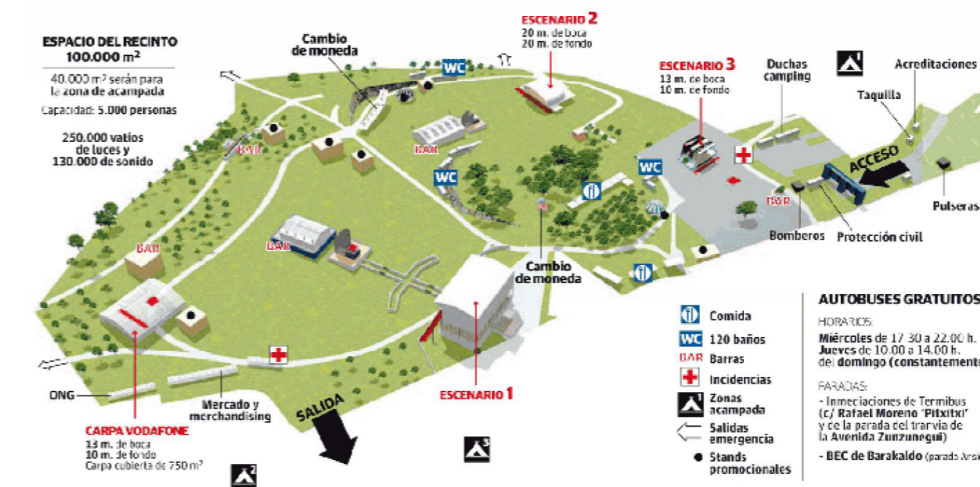 ESPACIO DEL RECINTO
100.000 m²
40.000 m² serán para
la zona de acampada
Capacidad: 5.000 personas
250.000 vatios
de luces y
130.000 de sonido
Cambio
de moneda
WC
ESCENARIO 2
20 m. de boca
20 m. de fondo
ESCENARIO 3
13 m. de boca
10 m. de fondo
Duchas
camping
1
Acreditaciones
Taquilla
ACCESO
Pulseras
BAR
BAR
WC
WC
BAR
Bomberos
Protección civil
BAR
BAR
Cambio
de moneda
ESCENARIO 1
ONG
Mercado y
merchandising
SALIDA
CARPA VODAFONE
13 m. de boca
10 m. de fondo
Carpa cubierta de 750 m²
2
3
Comida
WC 120 baños
BAR Barras
Incidencias
Zonas
acampada
Salidas
emergencia
Stands
promocionales
AUTOBUSES GRATUITOS
HORARIOS:
Miércoles de 17.30 a 22.00 h.
Jueves de 10.00 a 14.00 h.
del domingo (constantemente
PARADAS:
- Inmeciaciones de Termibus
(c/ Rafael Moreno 'Pitxitxi'
y de la parada del tranvia de
la Avenida Zunzunegui)
- BEC de Barakaldo (parada Ansi